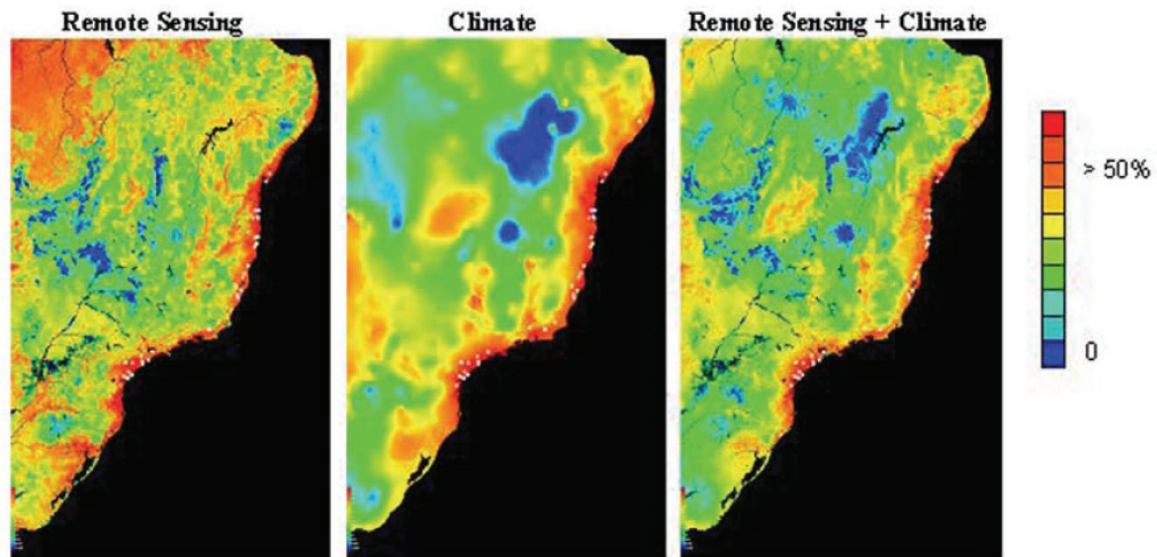 Remote Sensing
Climate
Remote Sensing + Climate
> 50%
0